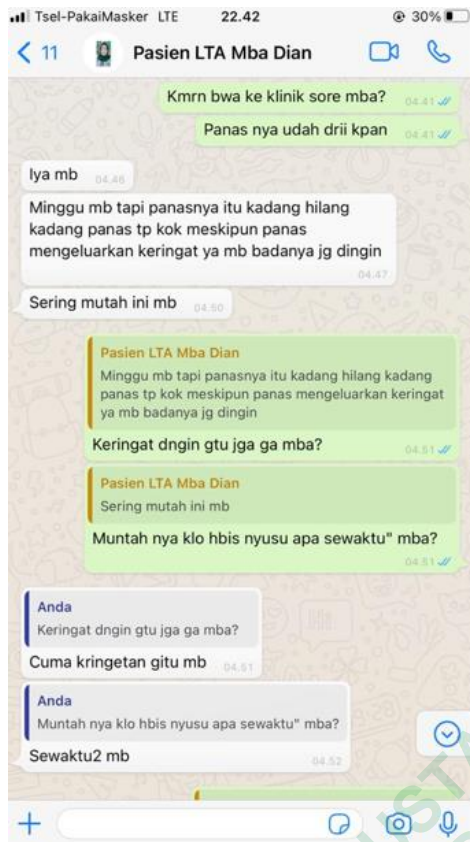 Tsel-PakaiMasker LTE 22.42 30%
11 Pasien LTA Mba Dian
Kmrn bwa ke klinik sore mba? 04.41
Panas nya udah drii kpan 04.41
Iya mb 04.46
Minggu mb tapi panasnya itu kadang hilang
kadang panas tp kok meskipun panas
mengeluarkan keringat ya mb badanya jg dingin
04.47
Sering mutah ini mb 04.50
Pasien LTA Mba Dian
Minggu mb tapi panasnya itu kadang hilang kadang
panas tp kok meskipun panas mengeluarkan keringat
ya mb badanya jg dingin
Keringat dngin gtu jga ga mba? 04.51
Pasien LTA Mba Dian
Sering mutah ini mb
Muntah nya klo hbis nyusu apa sewaktu" mba?
04.51
Anda
Keringat dngin gtu jga ga mba?
Cuma kringetan gitu mb 04.51
Anda
Muntah nya klo hbis nyusu apa sewaktu" mba?
Sewaktu2 mb 04.52